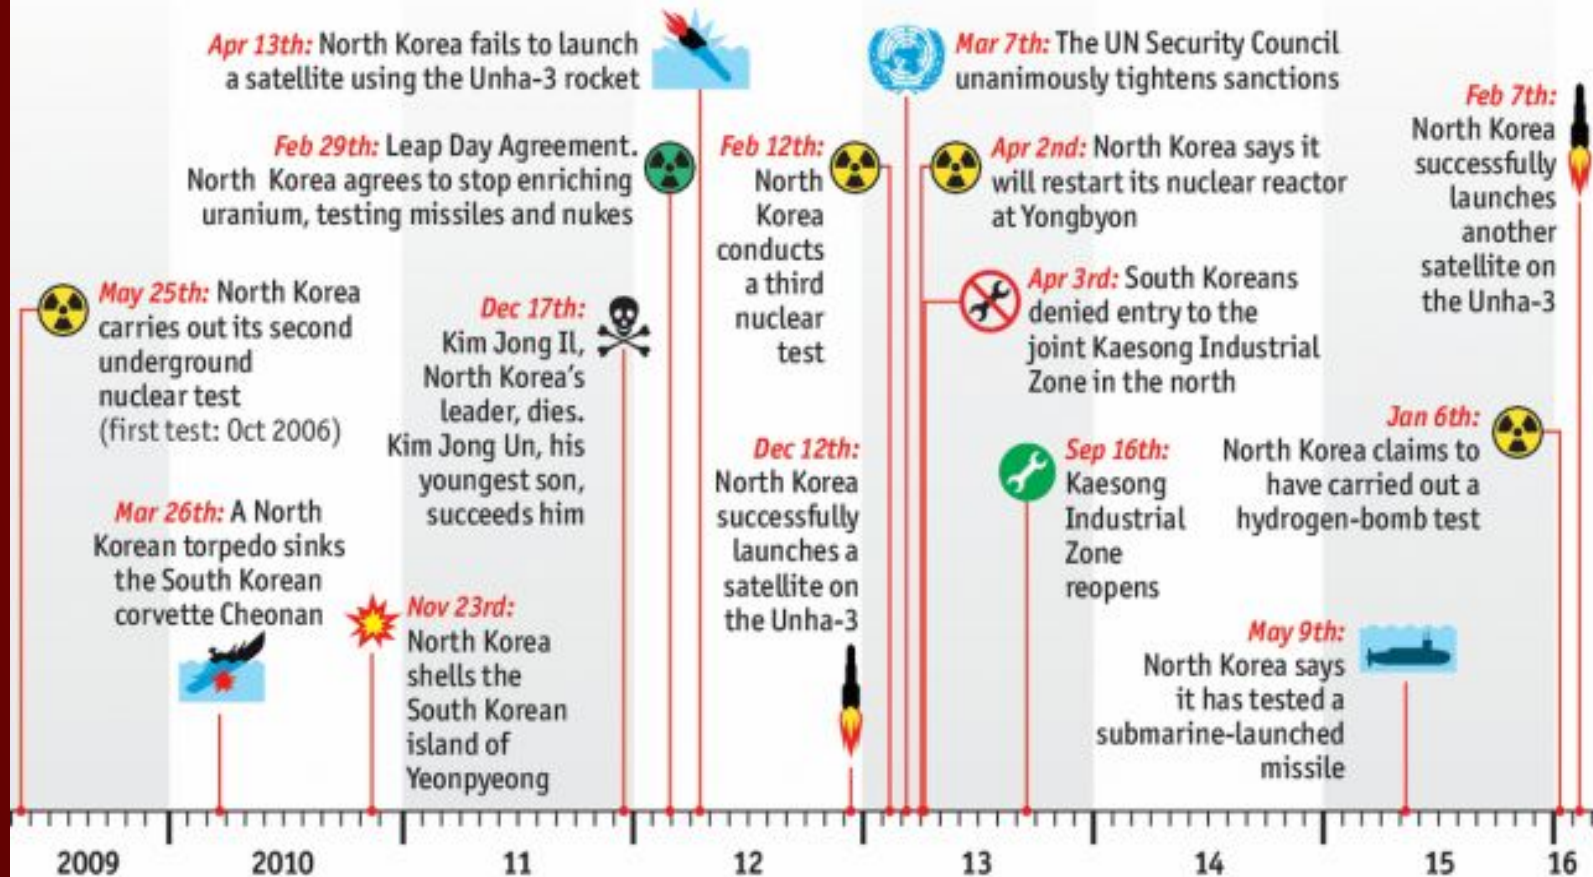 Apr 13th: North Korea fails to launch
a satellite using the Unha-3 rocket
Feb 29th: Leap Day Agreement.
North Korea agrees to stop enriching
uranium, testing missiles and nukes
May 25th: North Korea
carries out its second
underground
nuclear test
(first test: Oct 2006)
Mar 26th: A North
Korean torpedo sinks
the South Korean
corvette Cheonan
Nov 23rd:
North Korea
shells the
South Korean
island of
Yeonpyeong
Dec 17th:
Kim Jong Il,
North Korea's
leader, dies.
Kim Jong Un, his
youngest son,
succeeds him
Feb 12th:
North
Korea
conducts
a third
nuclear
test
Dec 12th:
North Korea
successfully
launches a
satellite on
the Unha-3
Mar 7th: The UN Security Council
unanimously tightens sanctions
Apr 2nd: North Korea says it
will restart its nuclear reactor
at Yongbyon
Apr 3rd: South Koreans
denied entry to the
joint Kaesong Industrial
Zone in the north
Sep 16th:
Kaesong
Industrial
Zone
reopens
Feb 7th:
North Korea
successfully
launches
another
satellite on
the Unha-3
Jan 6th:
North Korea claims to
have carried out a
hydrogen-bomb test
May 9th:
North Korea says
it has tested a
submarine-launched
missile
2009 2010 11 12 13 14 15 16